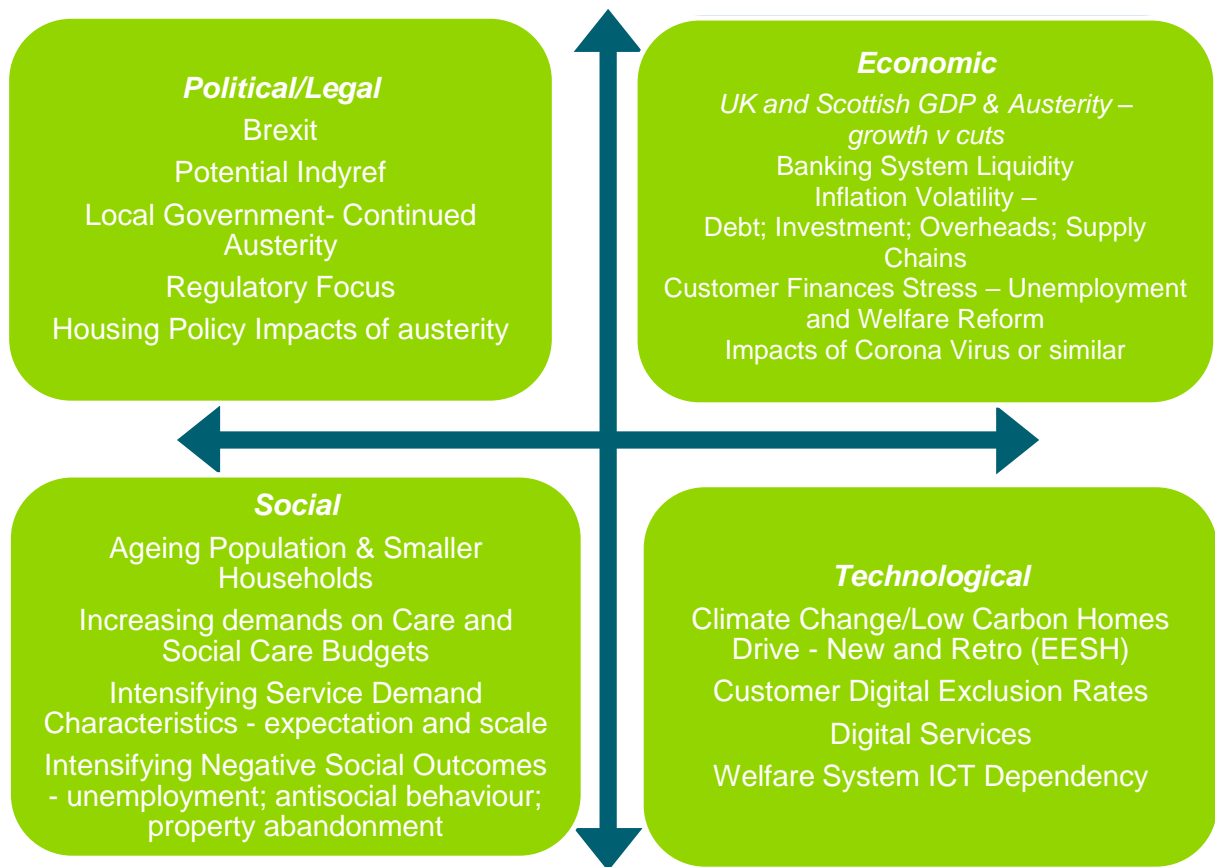 Political/Legal
Brexit
Potential Indyref
Local Government- Continued
Austerity
Regulatory Focus
Housing Policy Impacts of austerity
Economic
UK and Scottish GDP & Austerity –
growth v cuts
Banking System Liquidity
Inflation Volatility –
Debt; Investment; Overheads; Supply
Chains
Customer Finances Stress – Unemployment
and Welfare Reform
Impacts of Corona Virus or similar
Social
Ageing Population & Smaller
Households
Increasing demands on Care and
Social Care Budgets
Intensifying Service Demand
Characteristics - expectation and scale
Intensifying Negative Social Outcomes
- unemployment; antisocial behaviour;
property abandonment
Technological
Climate Change/Low Carbon Homes
Drive - New and Retro (EESH)
Customer Digital Exclusion Rates
Digital Services
Welfare System ICT Dependency